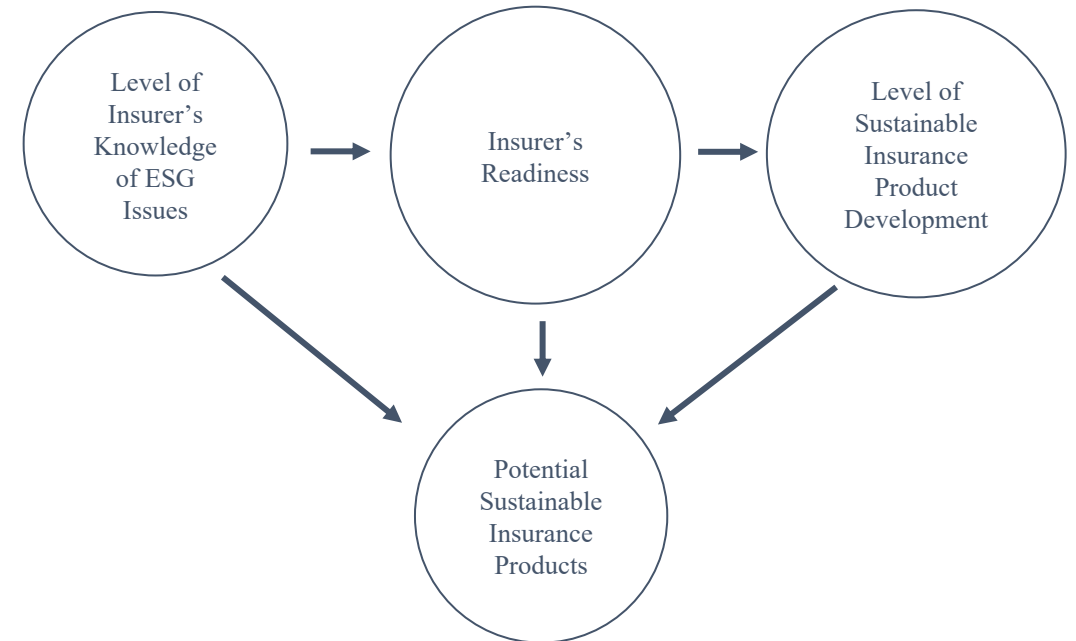 Level of
Insurer’s
Knowledge
of ESG
Issues
Insurer’s
Readiness
Level of
Sustainable
Insurance
Product
Development
Potential
Sustainable
Insurance
Products